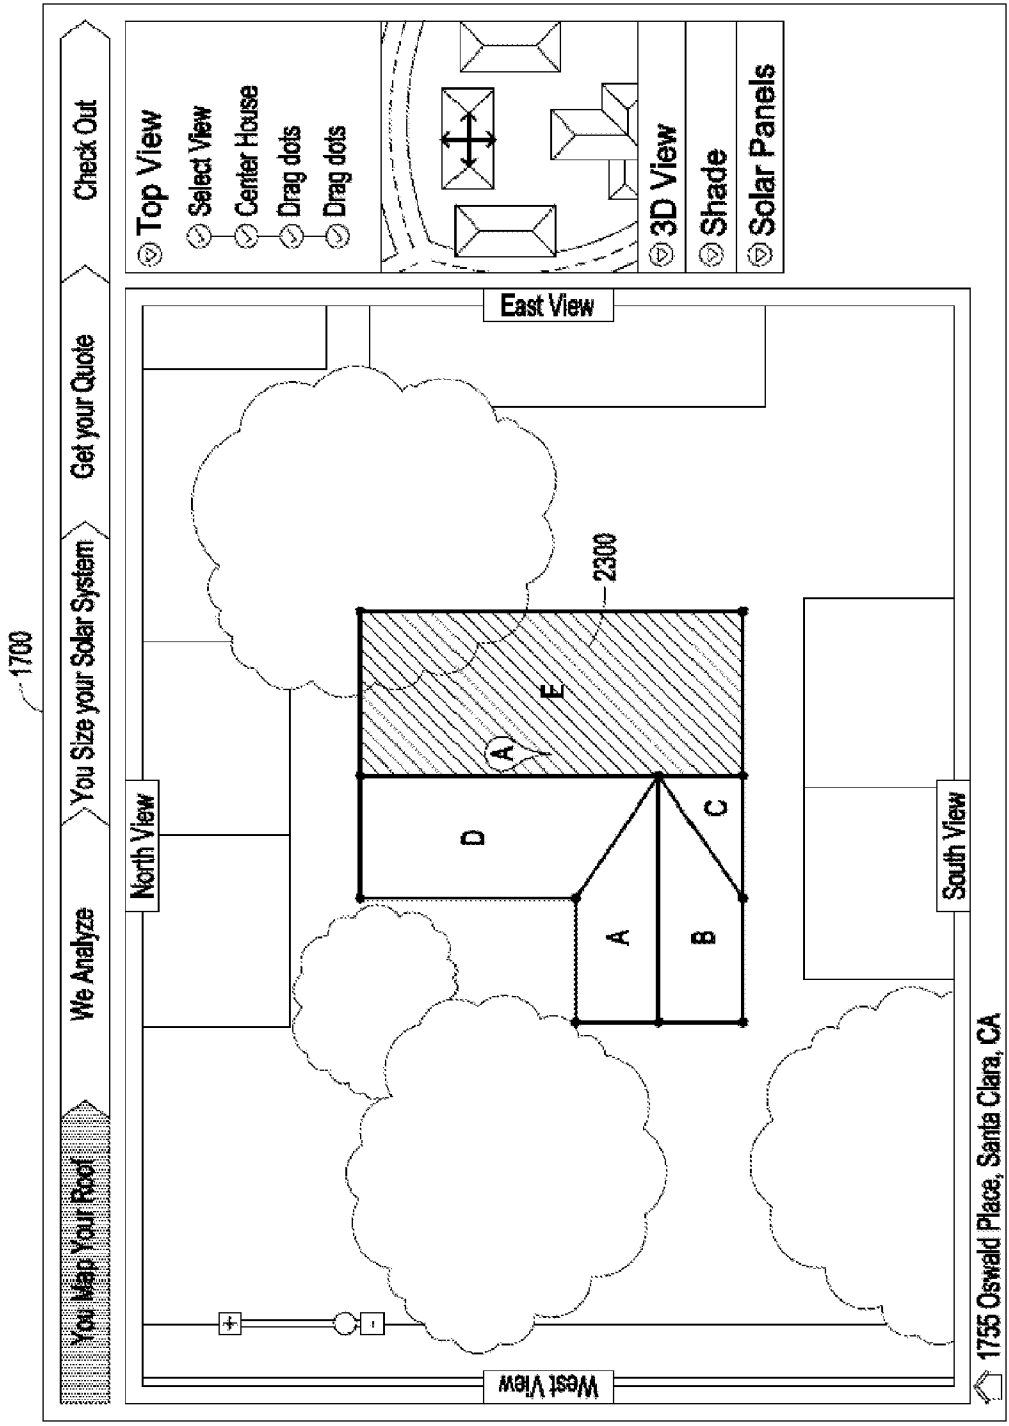 1700
You Map Your Roof
We Analyze
You Size your Solar System
Get your Quote
Check Out
North View
East View
West View
South View
A
B
C
D
E
A
2300
+
-
Top View
Select View
Center House
Drag dots
Drag dots
3D View
Shade
Solar Panels
1755 Oswald Place, Santa Clara, CA